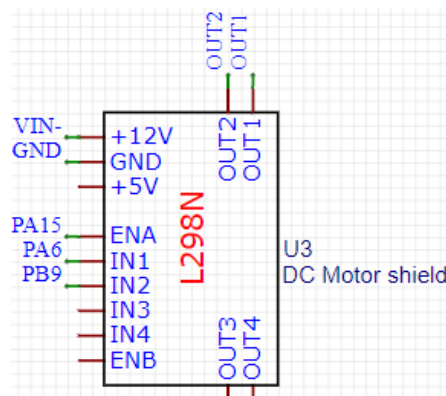 OUT2
OUT1
VIN-
GND
+12V
GND
+5V
OUT2
OUT1
L298N
PA15
PA6
PB9
ENA
IN1
IN2
IN3
IN4
ENB
OUT3
OUT4
U3
DC Motor shield